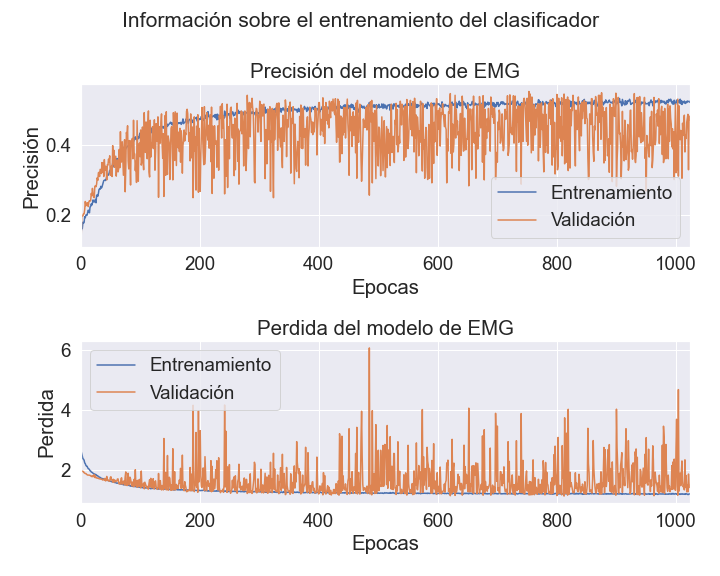 Información sobre el entrenamiento del clasificador
Precisión del modelo de EMG
Precisión
0.4
0.2
Entrenamiento
Validación
0 200 400 600 800 1000
Epocas
Perdida del modelo de EMG
Perdida
6
4
2
Entrenamiento
Validación
0 200 400 600 800 1000
Epocas